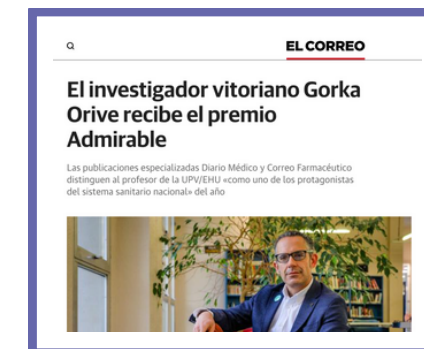 EL CORREO
El investigador vitoriano Gorka
Orive recibe el premio
Admirable
Las publicaciones especializadas Diario Médico y Correo Farmacéutico
distinguen al profesor de la UPV/EHU «como uno de los protagonistas
del sistema sanitario nacional» del año